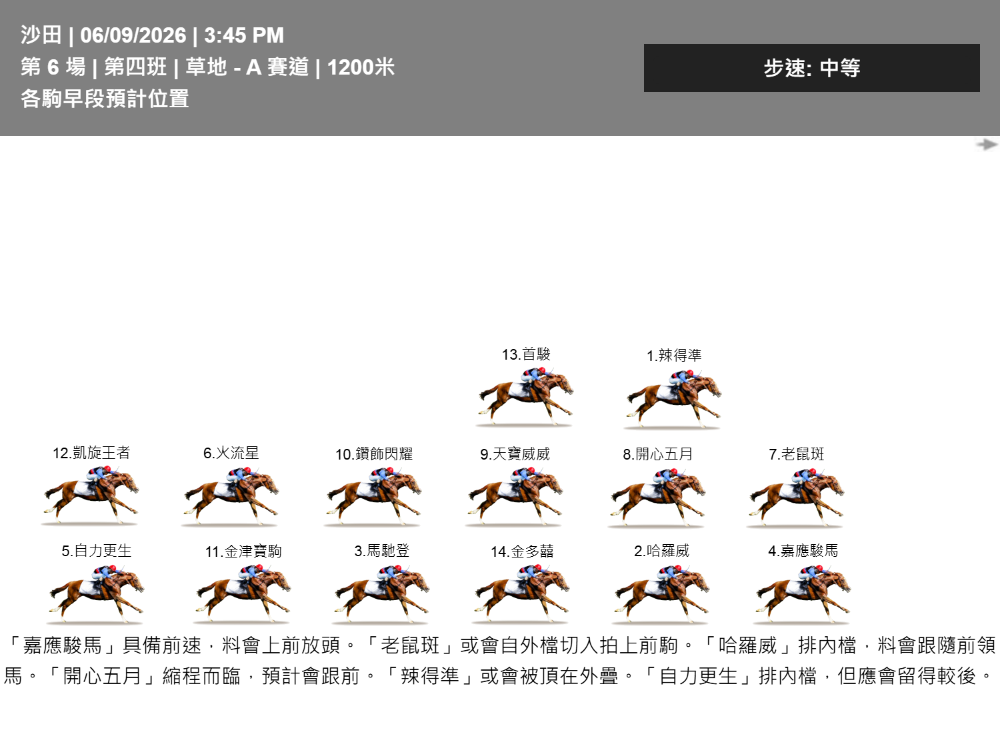 沙田 | 06/09/2026 | 3:45 PM
第 6 場 | 第四班 | 草地 - A 賽道 | 1200米
各駒早段預計位置
步速: 中等
13.首駿
1.辣得準
12.凱旋王者
6.火流星
10.鑽飾閃耀
9.天寶威威
8.開心五月
7.老鼠斑
5.自力更生
11.金津寶駒
3.馬馳登
14.金多囍
2.哈羅威
4.嘉應駿馬
「嘉應駿馬」具備前速，料會上前放頭。「老鼠斑」或會自外檔切入拍上前駒。「哈羅威」排內檔，料會跟隨前領
馬。「開心五月」縮程而臨，預計會跟前。「辣得準」或會被頂在外疊。「自力更生」排內檔，但應會留得較後。